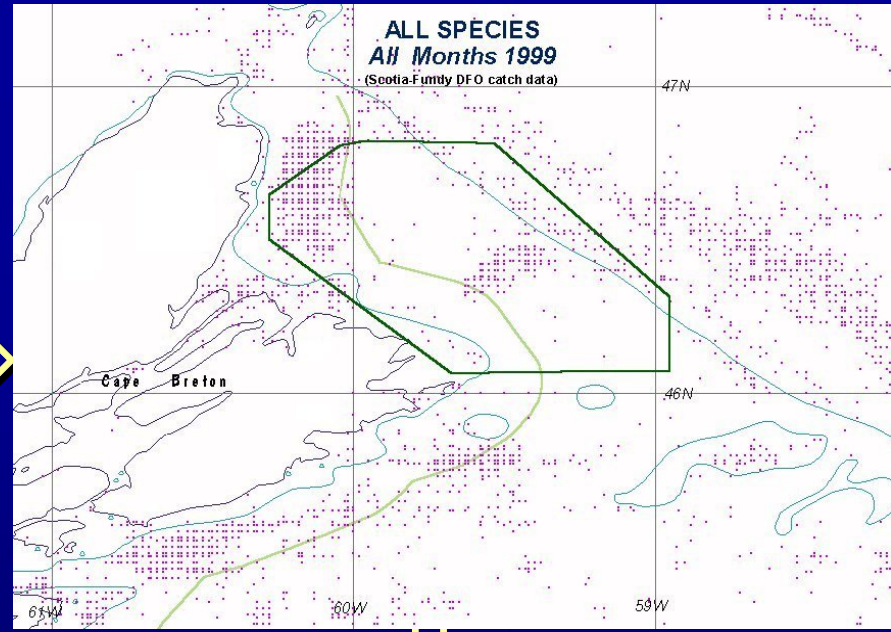 ALL SPECIES
All Months 1999
(Scotia-Fundy DFO catch data)
47N
Cape Breton
46N
61W
60W
59W